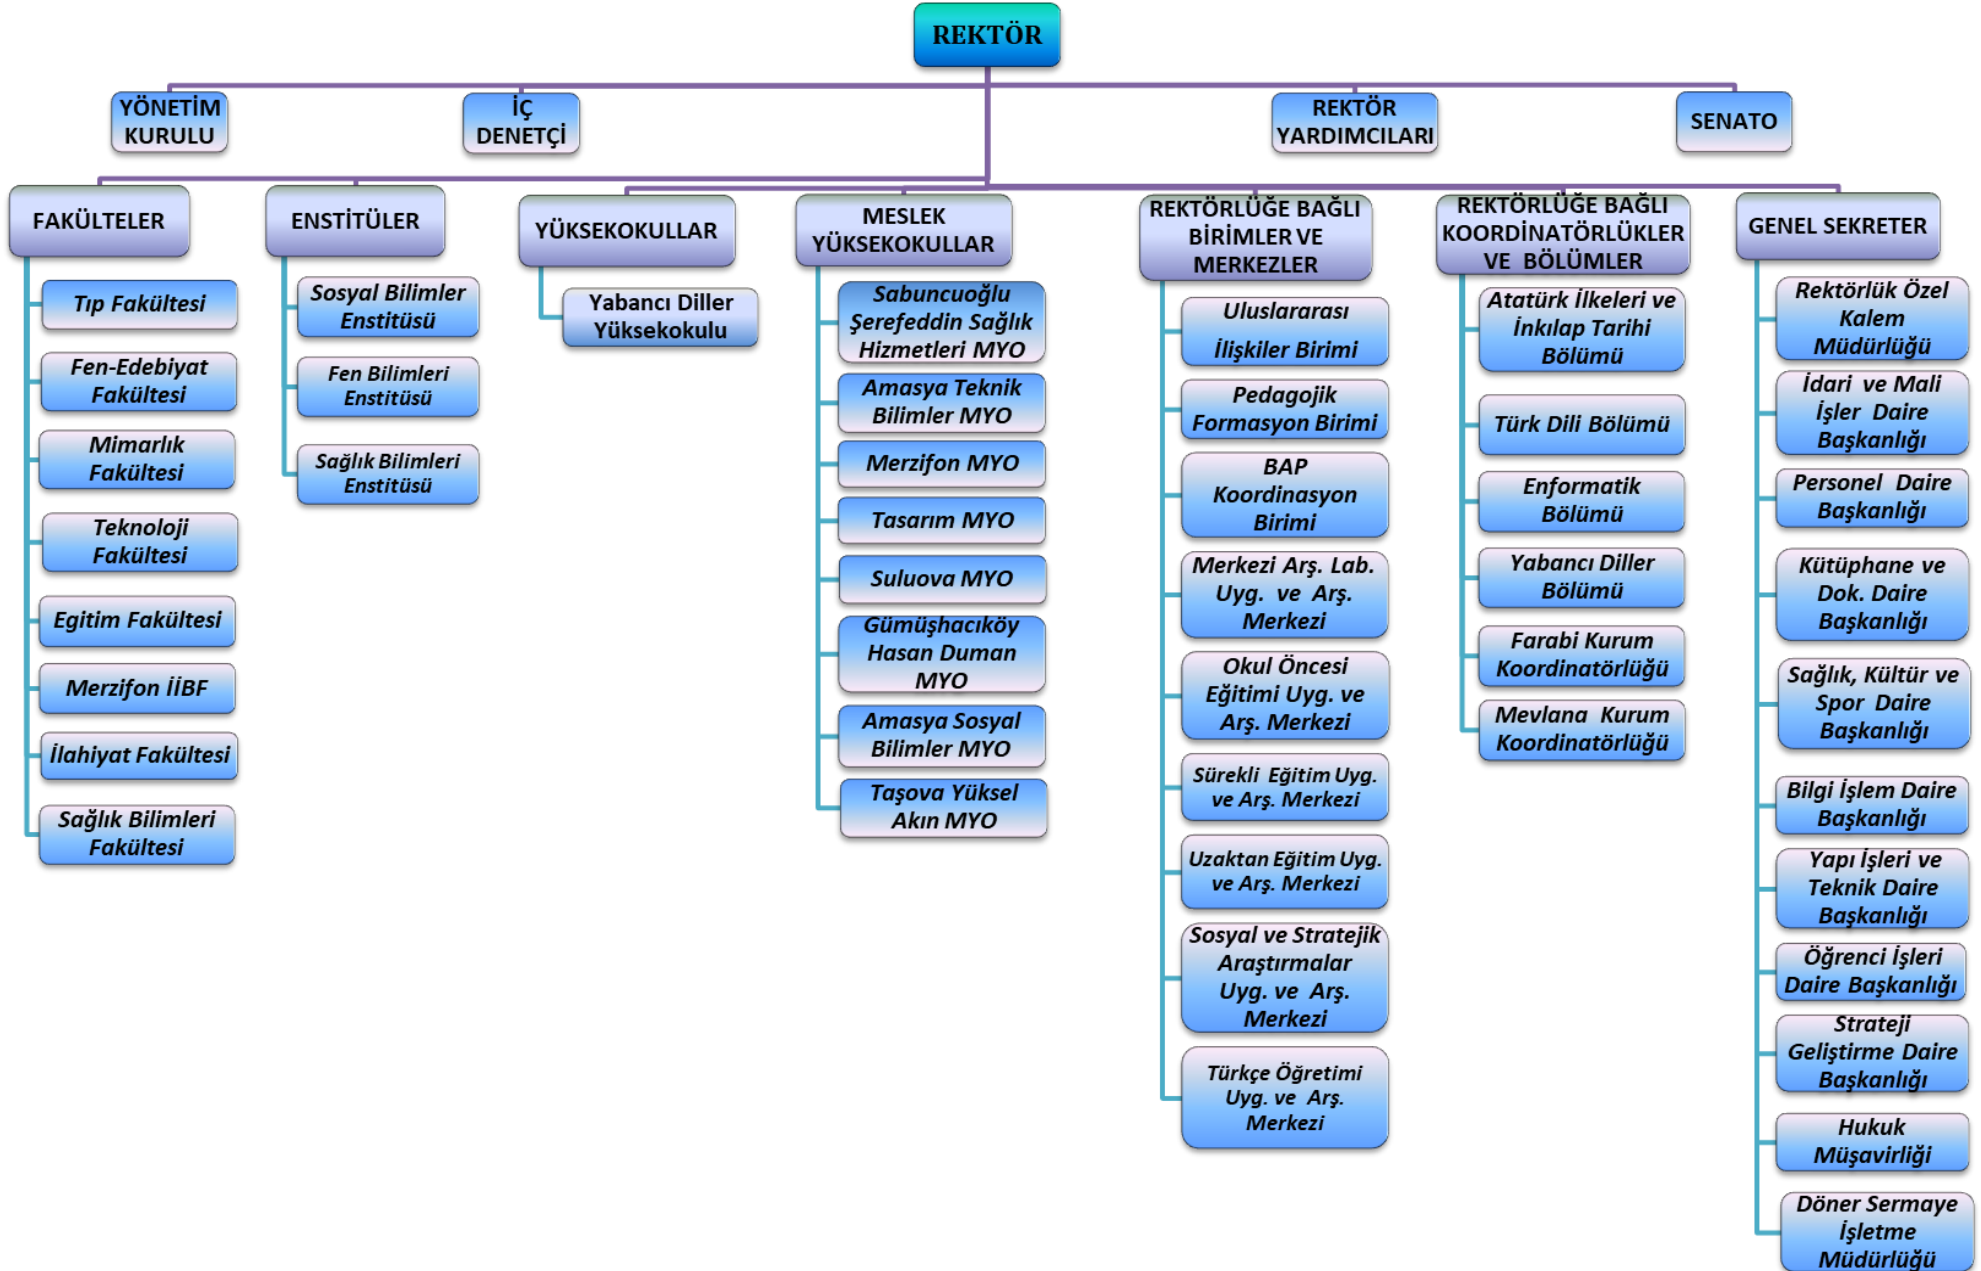 REKTÖR
YÖNETİM
KURULU
İÇ
DENETÇİ
REKTÖR
YARDIMCILARI
SENATO
FAKÜLTELER
Tıp Fakültesi
Fen-Edebiyat
Fakültesi
Mimarlık
Fakültesi
Teknoloji
Fakültesi
Egitim Fakültesi
Merzifon İİBF
İlahiyat Fakültesi
Sağlık Bilimleri
Fakültesi
ENSTİTÜLER
Sosyal Bilimler
Enstitüsü
Fen Bilimleri
Enstitüsü
Sağlık Bilimleri
Enstitüsü
YÜKSEKOKULLAR
Yabancı Diller
Yüksekokulu
MESLEK
YÜKSEKOKULLAR
Sabuncuoğlu
Şerefeddin Sağlık
Hizmetleri MYO
Amasya Teknik
Bilimler MYO
Merzifon MYO
Tasarım MYO
Suluova MYO
Gümüşhacıköy
Hasan Duman
MYO
Amasya Sosyal
Bilimler MYO
Taşova Yüksel
Akın MYO
REKTÖRLÜĞE BAĞLI
BİRİMLER VE
MERKEZLER
Uluslararası
İlişkiler Birimi
Pedagojik
Formasyon Birimi
BAP
Koordinasyon
Birimi
Merkezi Arş. Lab.
Uyg. ve Arş.
Merkezi
Okul Öncesi
Eğitimi Uyg. ve
Arş. Merkezi
Sürekli Eğitim Uyg.
ve Arş. Merkezi
Uzaktan Eğitim Uyg.
ve Arş. Merkezi
Sosyal ve Stratejik
Araştırmalar
Uyg. ve Arş.
Merkezi
Türkçe Öğretimi
Uyg. ve Arş.
Merkezi
REKTÖRLÜĞE BAĞLI
KOORDİNATÖRLÜKLER
VE BÖLÜMLER
Atatürk İlkeleri ve
İnkılap Tarihi
Bölümü
Türk Dili Bölümü
Enformatik
Bölümü
Yabancı Diller
Bölümü
Farabi Kurum
Koordinatörlüğü
Mevlana Kurum
Koordinatörlüğü
GENEL SEKRETER
Rektörlük Özel
Kalem
Müdürlüğü
İdari ve Mali
İşler Daire
Başkanlığı
Personel Daire
Başkanlığı
Kütüphane ve
Dok. Daire
Başkanlığı
Sağlık, Kültür ve
Spor Daire
Başkanlığı
Bilgi İşlem Daire
Başkanlığı
Yapı İşleri ve
Teknik Daire
Başkanlığı
Öğrenci İşleri
Daire Başkanlığı
Strateji
Geliştirme Daire
Başkanlığı
Hukuk
Müşavirliği
Döner Sermaye
İşletme
Müdürlüğü